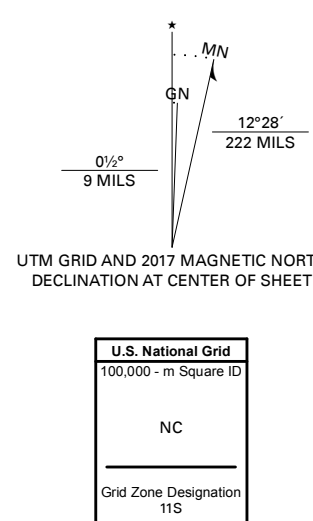 ★
MN
GN
12°28´
222 MILS
0½°
9 MILS
UTM GRID AND 2017 MAGNETIC NORT
DECLINATION AT CENTER OF SHEET
U.S. National Grid
100,000 - m Square ID
NC
Grid Zone Designation
11S